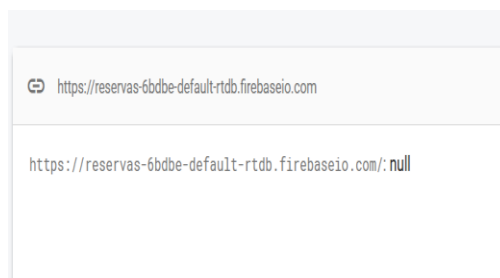 https://reservas-6bdbe-default-rtdb.firebaseio.com
https://reservas-6bdbe-default-rtdb.firebaseio.com/: null